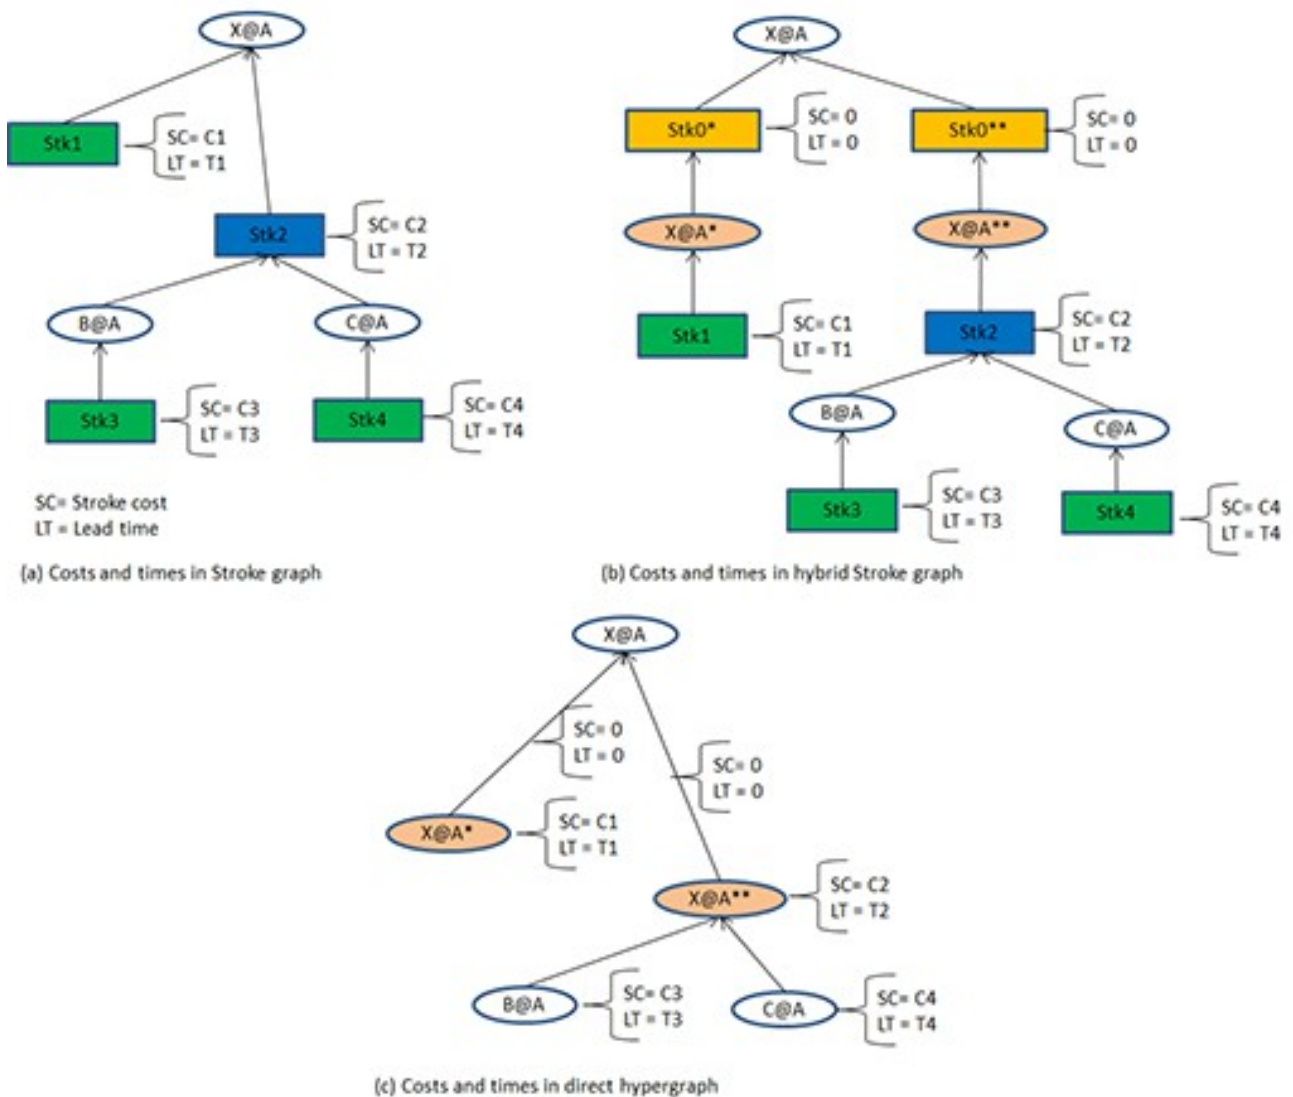 X@A
Stk1
SC= C1
LT = T1
Stk2
SC= C2
LT = T2
B@A
C@A
Stk3
SC= C3
LT = T3
Stk4
SC= C4
LT = T4
SC= Stroke cost
LT = Lead time
(a) Costs and times in Stroke graph
X@A
Stk0*
SC= 0
LT = 0
Stk0**
SC= 0
LT = 0
X@A*
X@A**
Stk1
SC= C1
LT = T1
Stk2
SC= C2
LT = T2
B@A
C@A
Stk3
SC= C3
LT = T3
Stk4
SC= C4
LT = T4
(b) Costs and times in hybrid Stroke graph
X@A
SC= 0
LT = 0
SC= 0
LT = 0
X@A*
SC= C1
LT = T1
X@A**
SC= C2
LT = T2
B@A
SC= C3
LT = T3
C@A
SC= C4
LT = T4
(c) Costs and times in direct hypergraph